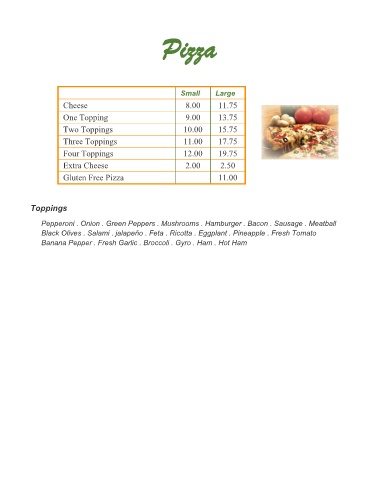 Pizza
Small Large
Cheese 8.00 11.75
One Topping 9.00 13.75
Two Toppings 10.00 15.75
Three Toppings 11.00 17.75
Four Toppings 12.00 19.75
Extra Cheese 2.00 2.50
Gluten Free Pizza 11.00
Toppings
Pepperoni . Onion . Green Peppers . Mushrooms . Hamburger . Bacon . Sausage . Meatball
Black Olives . Salami . jalapeño . Feta . Ricotta . Eggplant . Pineapple . Fresh Tomato
Banana Pepper . Fresh Garlic . Broccoli . Gyro . Ham . Hot Ham